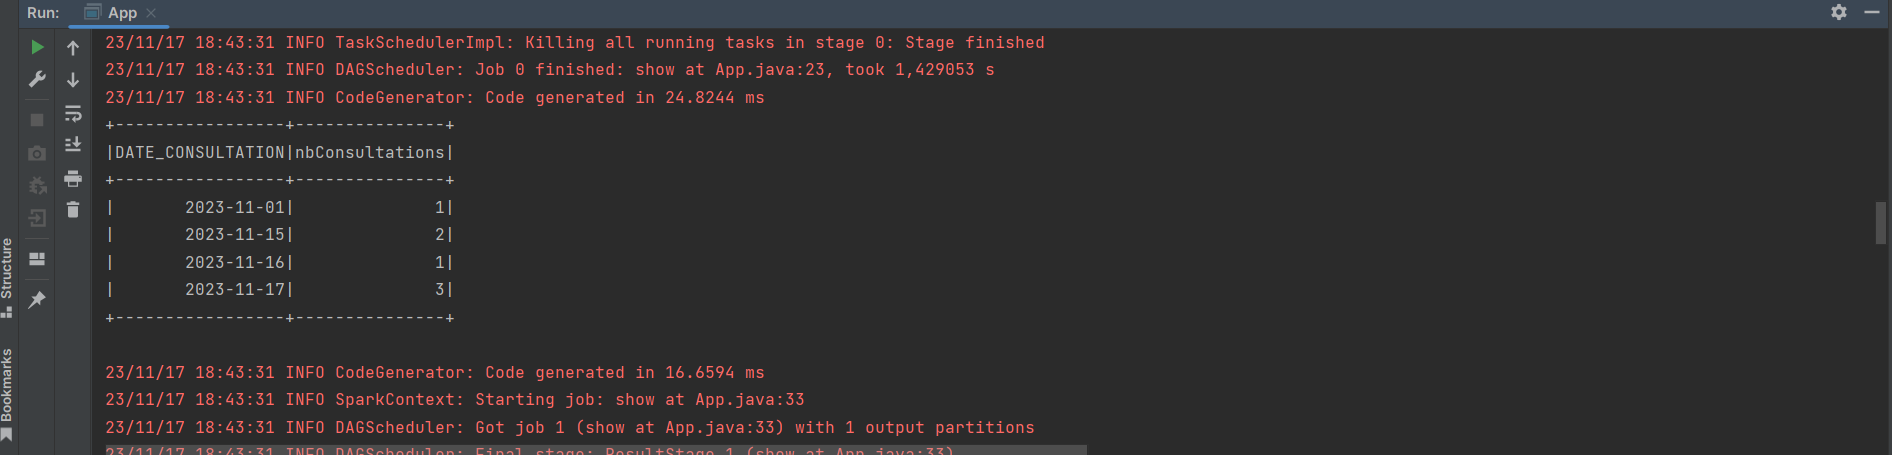 Run: App
23/11/17 18:43:31 INFO TaskSchedulerImpl: Killing all running tasks in stage 0: Stage finished
23/11/17 18:43:31 INFO DAGScheduler: Job 0 finished: show at App.java:23, took 1,429053 s
23/11/17 18:43:31 INFO CodeGenerator: Code generated in 24.8244 ms
+-----------------+---------------+
|DATE_CONSULTATION|nbConsultations|
+-----------------+---------------+
|       2023-11-01|              1|
|       2023-11-15|              2|
|       2023-11-16|              1|
|       2023-11-17|              3|
+-----------------+---------------+
23/11/17 18:43:31 INFO CodeGenerator: Code generated in 16.6594 ms
23/11/17 18:43:31 INFO SparkContext: Starting job: show at App.java:33
23/11/17 18:43:31 INFO DAGScheduler: Got job 1 (show at App.java:33) with 1 output partitions
23/11/17 18:43:31 INFO DAGScheduler: Final stage: ResultStage 1 (show at App.java:33)
Structure
Bookmarks